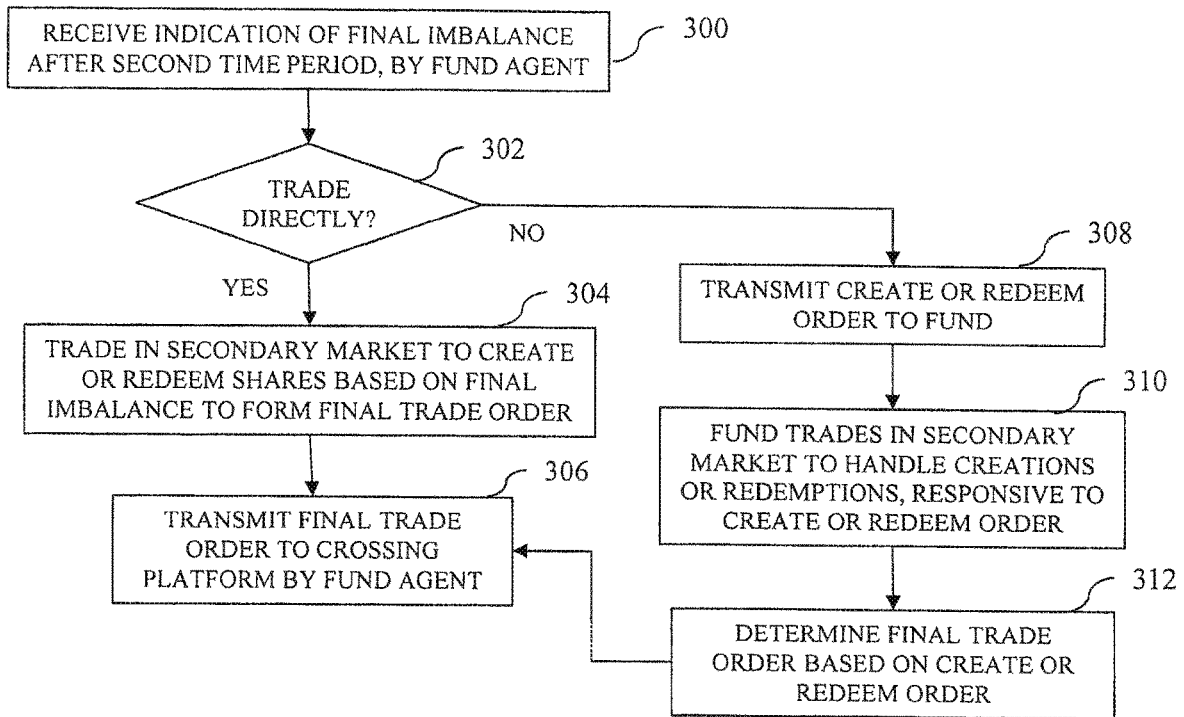 RECEIVE INDICATION OF FINAL IMBALANCE
AFTER SECOND TIME PERIOD, BY FUND AGENT
300
302
TRADE
DIRECTLY?
NO
YES
304
TRADE IN SECONDARY MARKET TO CREATE
OR REDEEM SHARES BASED ON FINAL
IMBALANCE TO FORM FINAL TRADE ORDER
306
TRANSMIT FINAL TRADE
ORDER TO CROSSING
PLATFORM BY FUND AGENT
308
TRANSMIT CREATE OR REDEEM
ORDER TO FUND
310
FUND TRADES IN SECONDARY
MARKET TO HANDLE CREATIONS
OR REDEMPTIONS, RESPONSIVE TO
CREATE OR REDEEM ORDER
312
DETERMINE FINAL TRADE
ORDER BASED ON CREATE OR
REDEEM ORDER